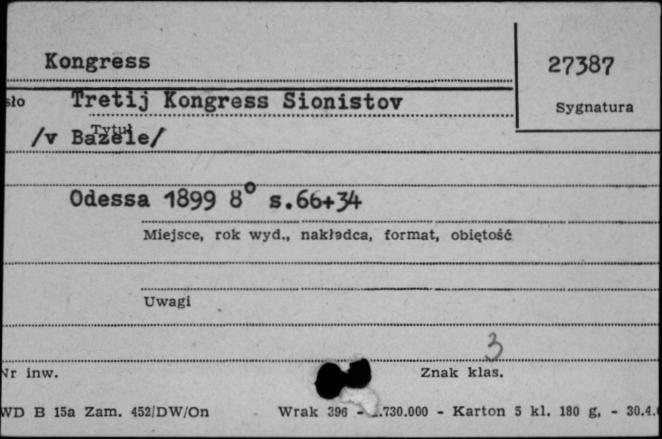 Kongress
27387
sło Tretij Kongress Sionistov
Sygnatura
Tytuł
/v Bazele/
Odessa 1899 8° s.66+34
Miejsce, rok wyd., nakładca, format, objętość
Uwagi
3
Nr inw.
Znak klas.
WD B 15a Zam. 452/DW/On Wrak 396 - .730.000 - Karton 5 kl. 180 g, - 30.4.